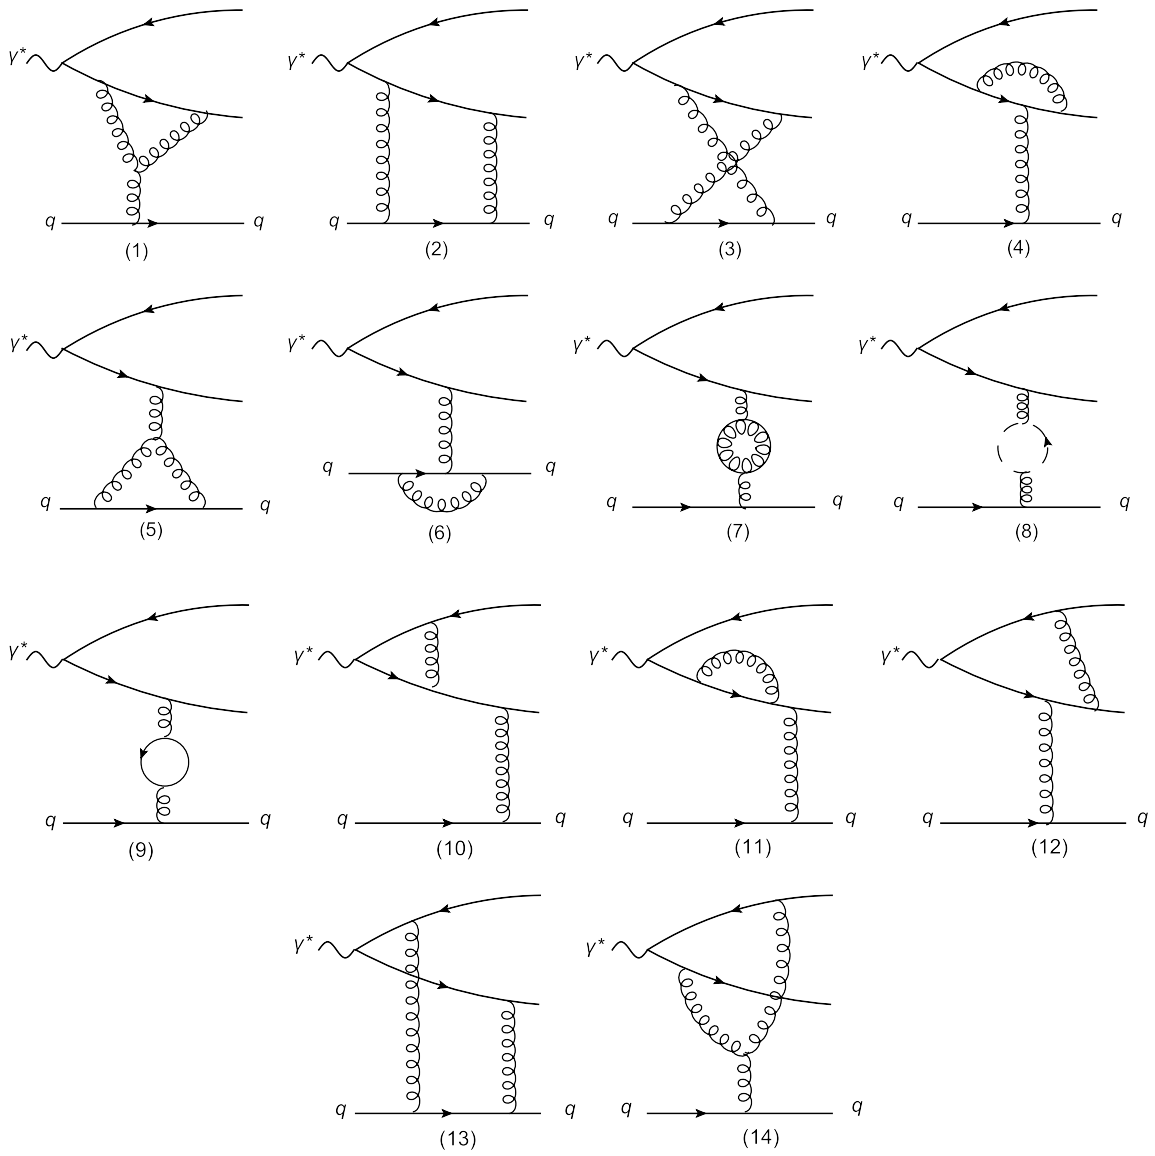 γ* γ* γ* γ*
q q q q q q q q
(1) (2) (3) (4)
γ* γ* γ* γ*
q q q q q q q q
(5) (6) (7) (8)
γ* γ* γ* γ*
q q q q q q q q
(9) (10) (11) (12)
γ* γ*
q q q q
(13) (14)